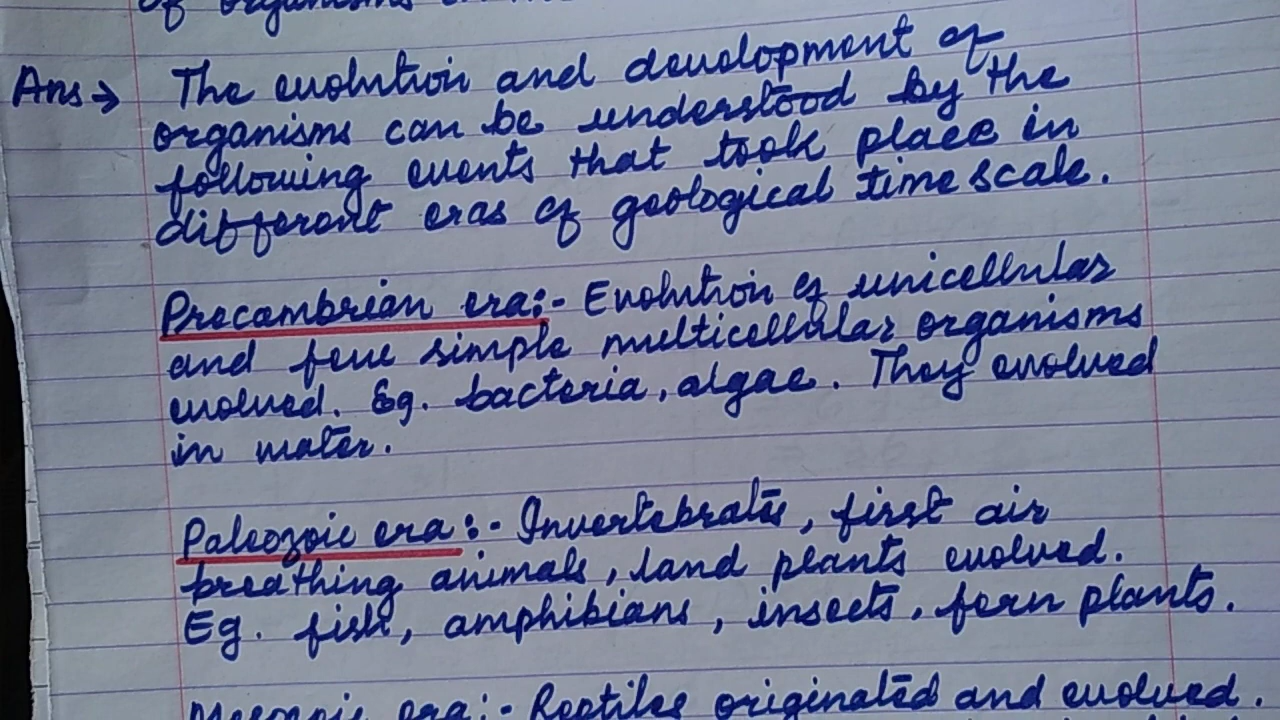 of organisms
Ans → The evolution and development of
organisms can be understood by the
following events that took place in
different eras of geological time scale.
Precambrian era:- Evolution of unicellular
and few simple multicellular organisms
evolved. Eg. bacteria, algae. They evolved
in water.
Paleozoic era:- Invertebrates, first air
breathing animals, land plants evolved.
Eg. fish, amphibians, insects, fern plants.
Mesozoic era:- Reptiles originated and evolved.